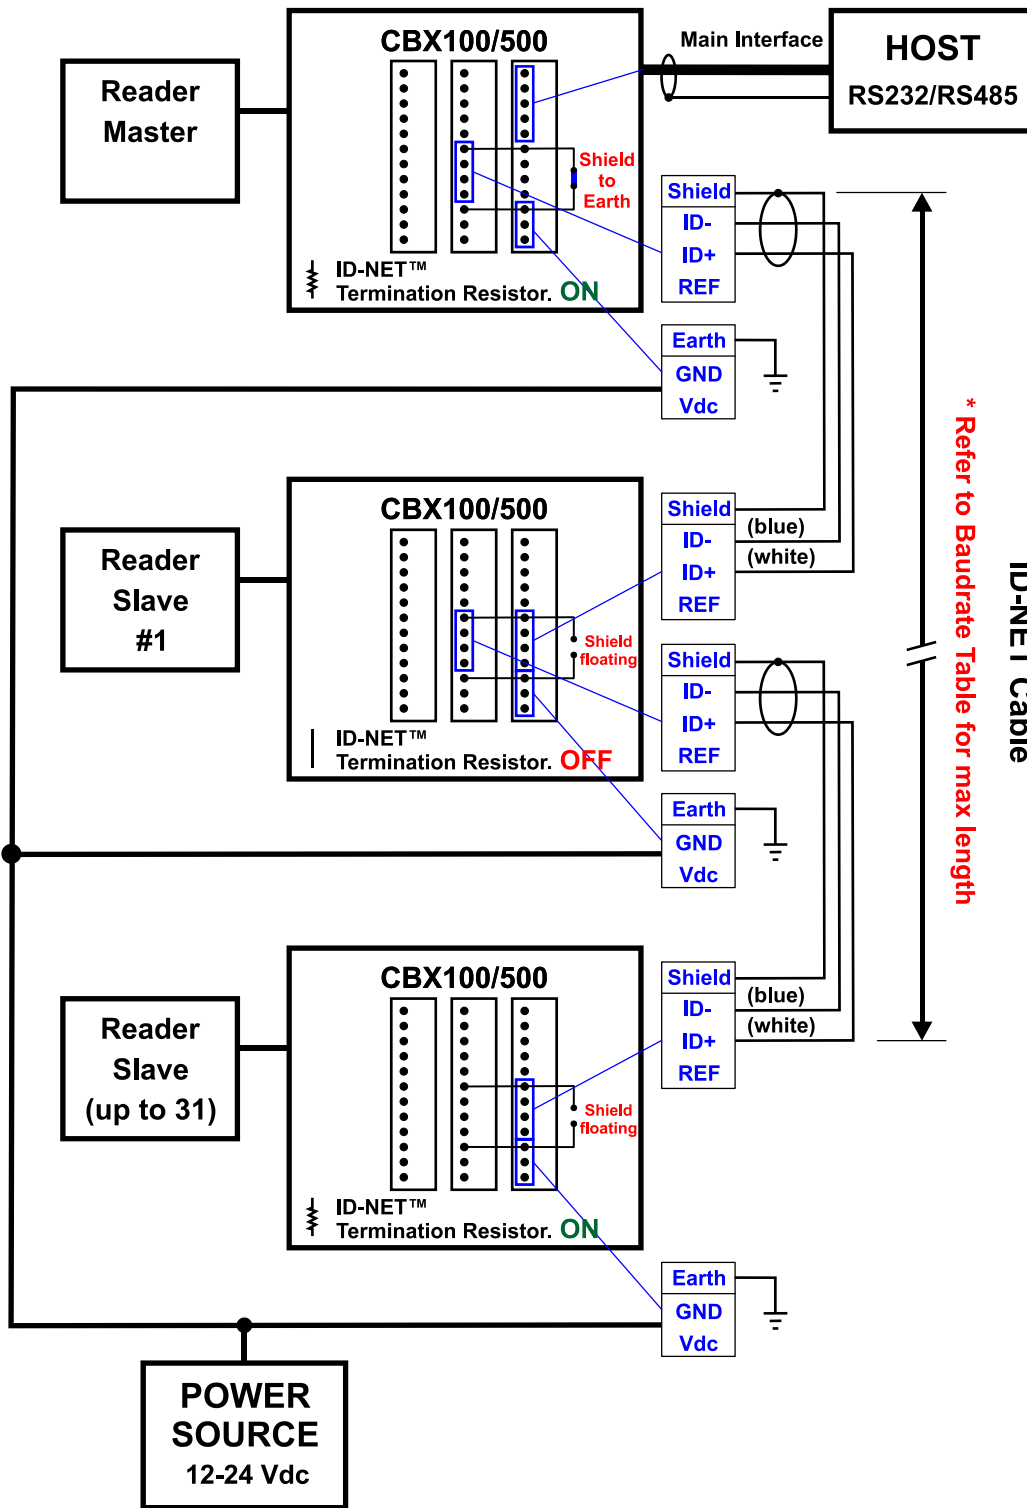 CBX100/500
Main Interface
HOST
RS232/RS485
Reader
Master
Shield
to
Earth
ID-NET™
Termination Resistor. ON
Shield
ID-
ID+
REF
Earth
GND
Vdc
* Refer to Baudrate Table for max length
ID-NET Cable
CBX100/500
Reader
Slave
#1
Shield
floating
ID-NET™
Termination Resistor. OFF
Shield
ID-
(blue)
ID+
(white)
REF
Shield
ID-
ID+
REF
Earth
GND
Vdc
CBX100/500
Reader
Slave
(up to 31)
Shield
floating
ID-NET™
Termination Resistor. ON
Shield
ID-
(blue)
ID+
(white)
REF
Earth
GND
Vdc
POWER
SOURCE
12-24 Vdc